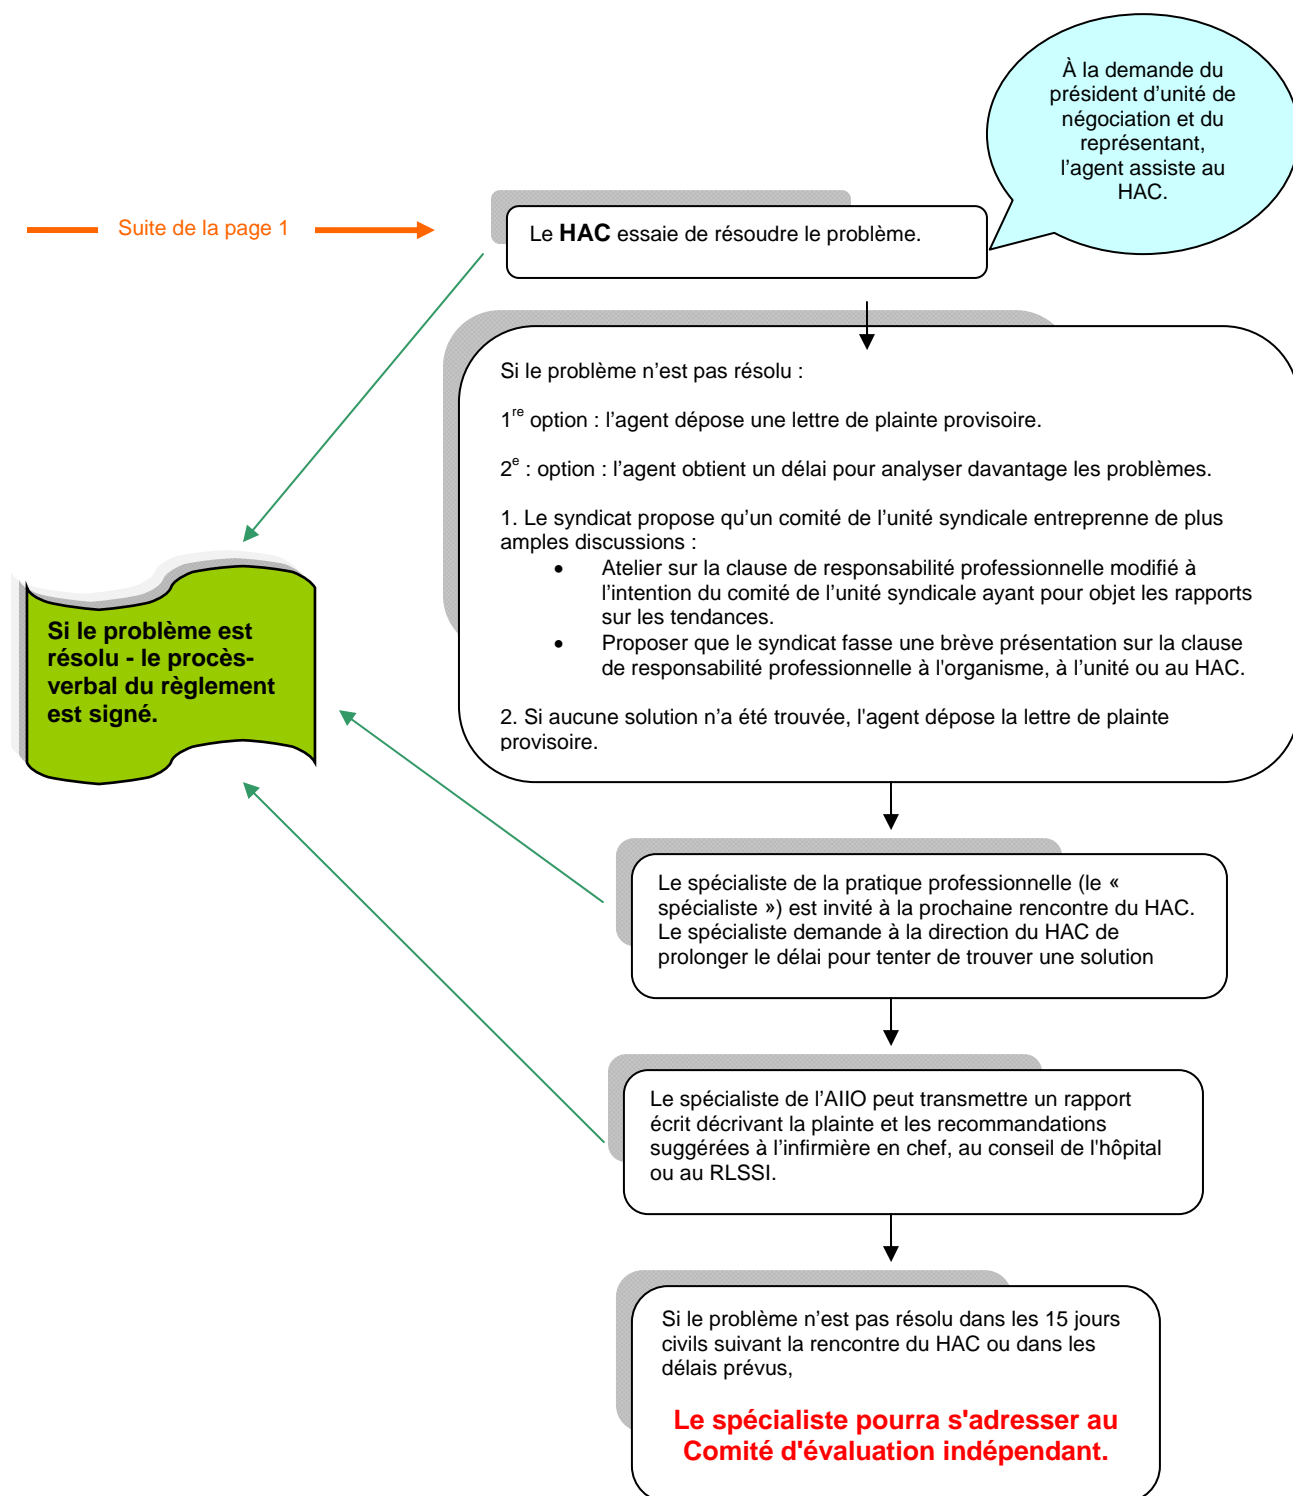 À la demande du
président d’unité de
négociation et du
représentant,
l’agent assiste au
HAC.
Suite de la page 1
Le HAC essaie de résoudre le problème.
Si le problème n’est pas résolu :
1re option : l’agent dépose une lettre de plainte provisoire.
2e : option : l’agent obtient un délai pour analyser davantage les problèmes.
1. Le syndicat propose qu’un comité de l’unité syndicale entreprenne de plus
amples discussions :
• Atelier sur la clause de responsabilité professionnelle modifié à
l’intention du comité de l’unité syndicale ayant pour objet les rapports
sur les tendances.
• Proposer que le syndicat fasse une brève présentation sur la clause
de responsabilité professionnelle à l'organisme, à l’unité ou au HAC.
2. Si aucune solution n’a été trouvée, l'agent dépose la lettre de plainte
provisoire.
Si le problème est
résolu - le procès-
verbal du règlement
est signé.
Le spécialiste de la pratique professionnelle (le «
spécialiste ») est invité à la prochaine rencontre du HAC.
Le spécialiste demande à la direction du HAC de
prolonger le délai pour tenter de trouver une solution
Le spécialiste de l’AIIO peut transmettre un rapport
écrit décrivant la plainte et les recommandations
suggérées à l’infirmière en chef, au conseil de l'hôpital
ou au RLSSI.
Si le problème n’est pas résolu dans les 15 jours
civils suivant la rencontre du HAC ou dans les
délais prévus,
Le spécialiste pourra s'adresser au
Comité d'évaluation indépendant.